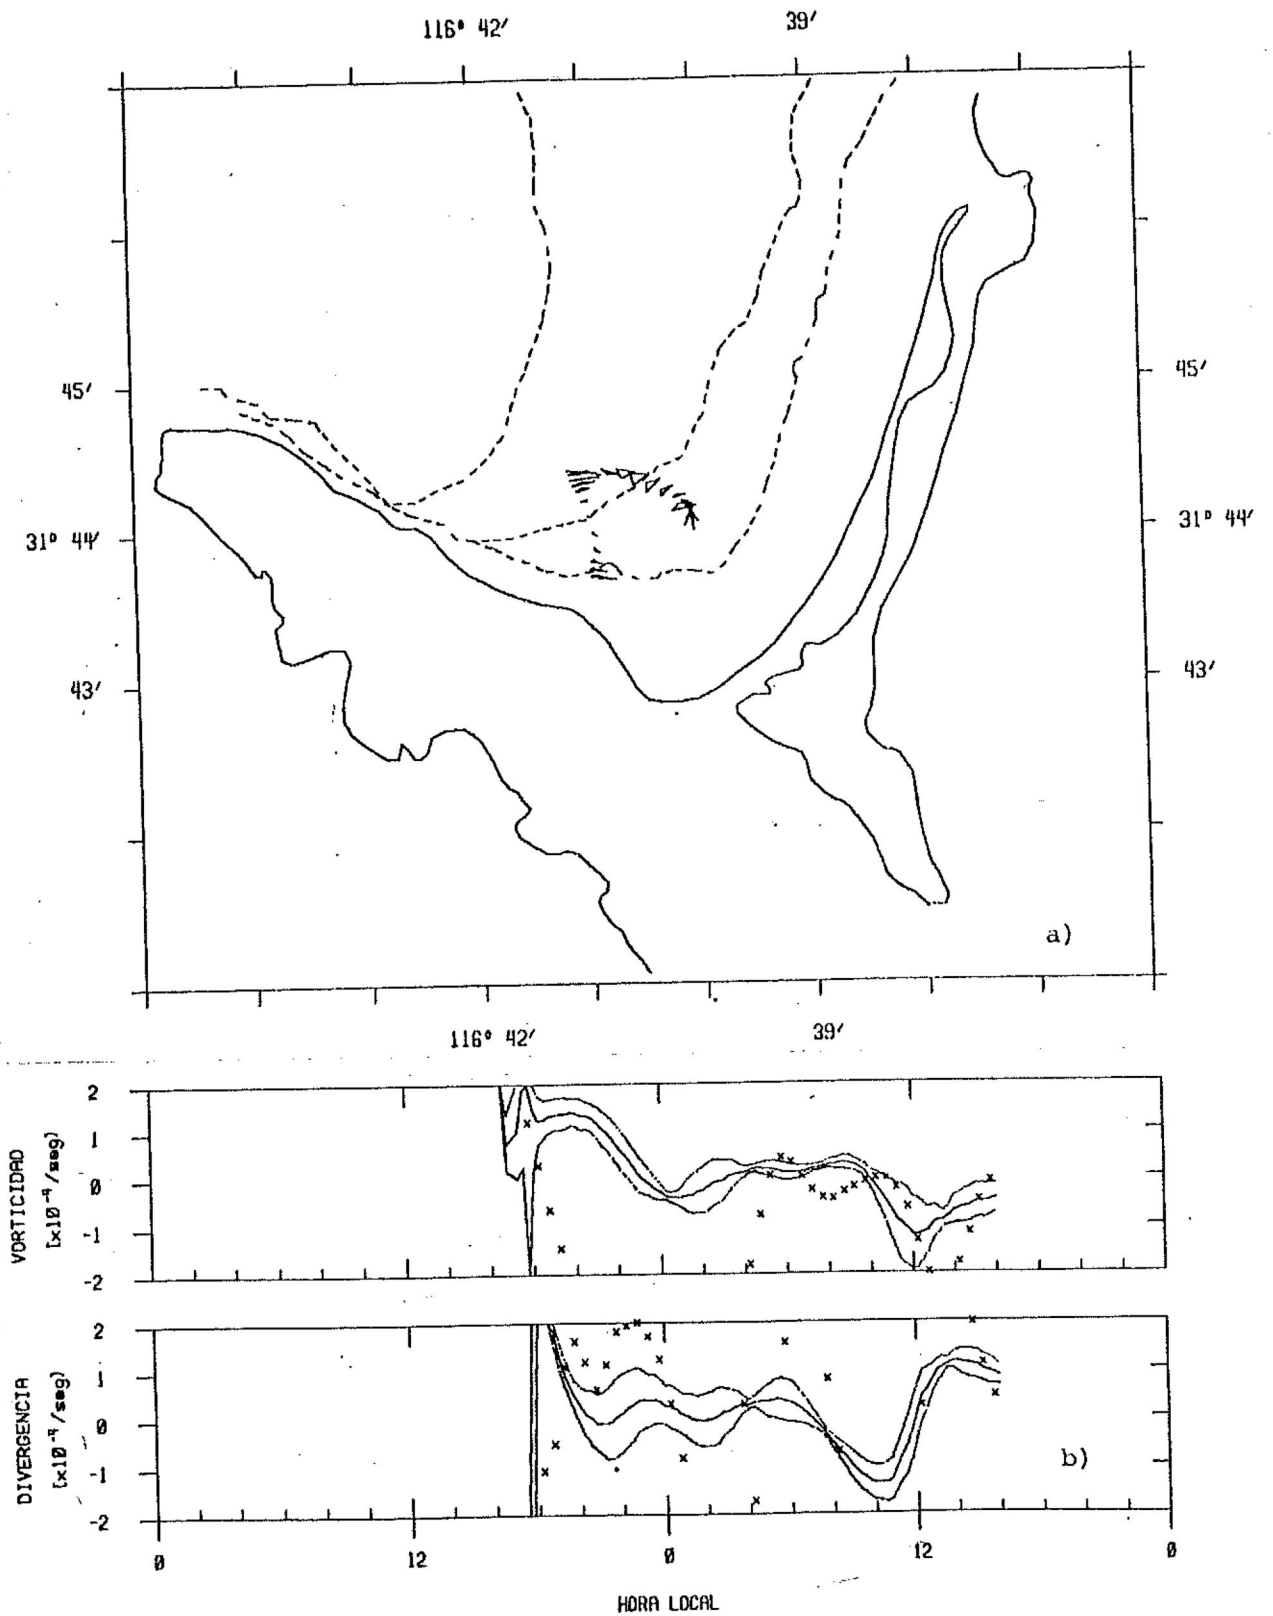 116° 42′ 39′
45′ 45′
31° 44′ 31° 44′
43′ 43′
a)
116° 42′ 39′
VORTICIDAD
[x10⁻⁴/seg)
2
1
0
-1
-2
DIVERGENCIA
[x10⁻⁴/seg)
2
1
0
-1
-2
b)
0 12 0 12 0
HORA LOCAL